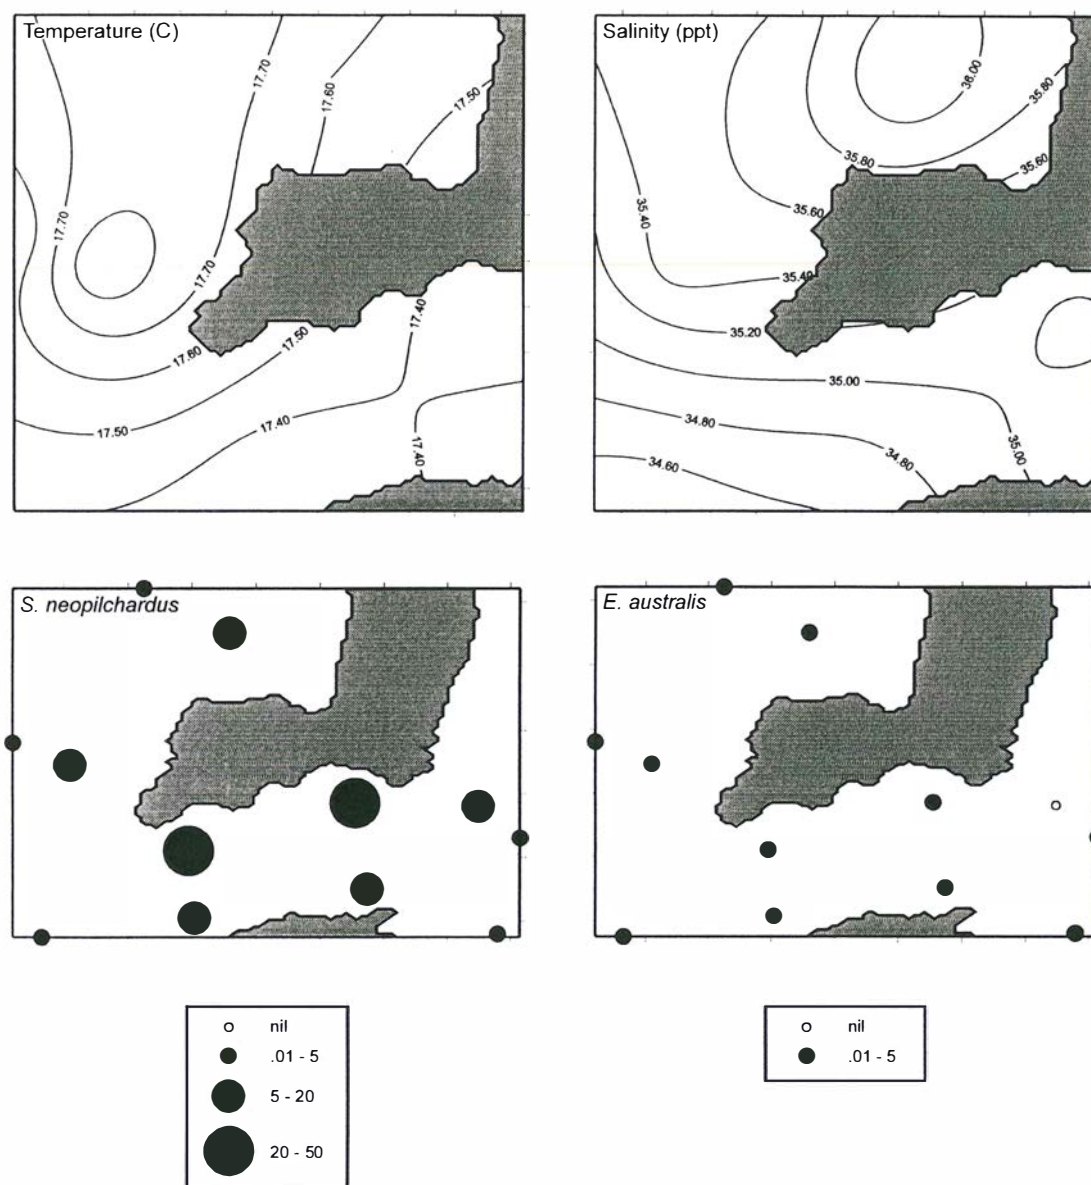 Temperature (C)
17.70
17.60
17.50
17.70
17.70
17.60
17.50
17.40
17.50
17.40
17.40
Salinity (ppt)
36.00
35.80
35.80
35.60
35.40
35.60
35.40
35.20
35.00
34.80
34.60
34.80
35.00
S. neopilchardus
E. australis
nil
.01 - 5
5 - 20
20 - 50
nil
.01 - 5